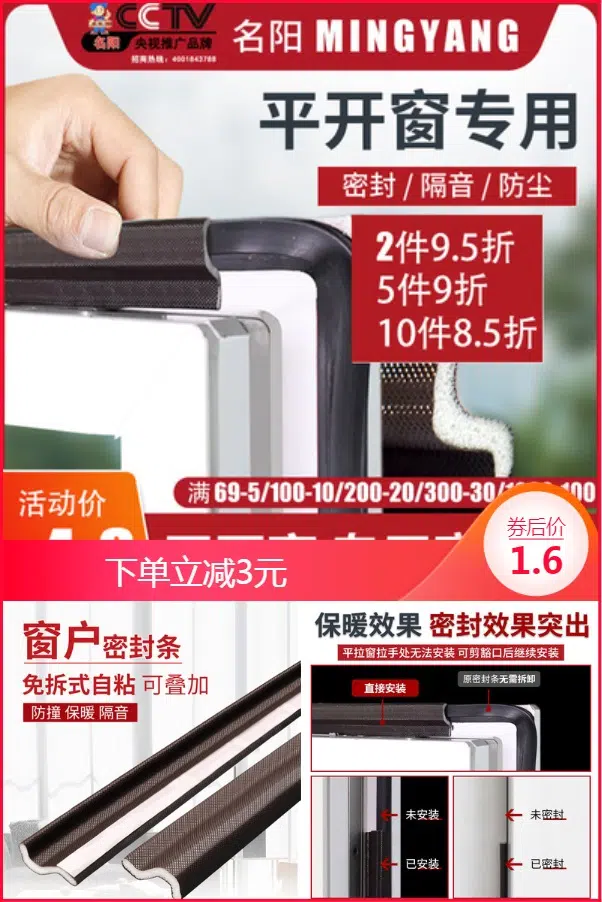 CCTV
名阳
央视推广品牌
招商热线：4001643788
名阳 MINGYANG
平开窗专用
密封 / 隔音 / 防尘
2件9.5折
5件9折
10件8.5折
活动价
满 69-5/100-10/200-20/300-30/
下单立减3元
券后价
1.6
窗户密封条
免拆式自粘 可叠加
防撞 保暖 隔音
保暖效果 密封效果突出
平拉窗拉手处无法安装 可剪豁口后继续安装
直接安装
原密封条无需拆卸
未安装
已安装
未密封
已密封